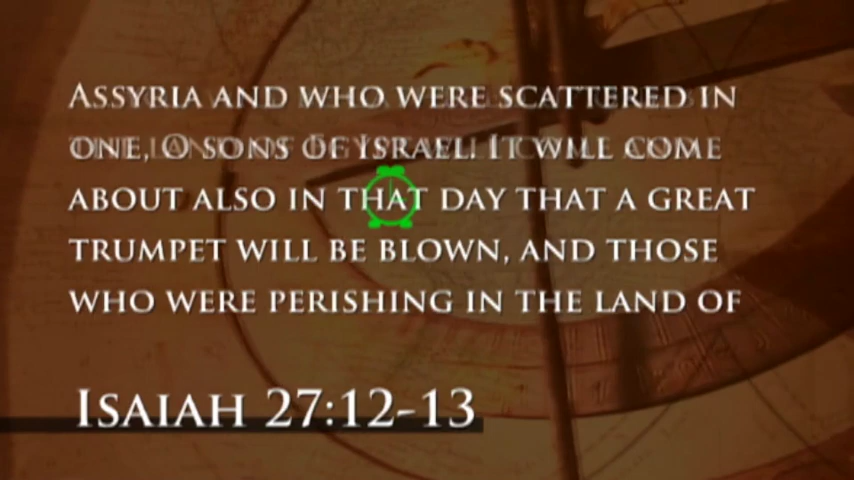 ASSYRIA AND WHO WERE SCATTERED IN
ONE, O SONS OF ISRAEL. IT WILL COME
ABOUT ALSO IN THAT DAY THAT A GREAT
TRUMPET WILL BE BLOWN, AND THOSE
WHO WERE PERISHING IN THE LAND OF
ISAIAH 27:12-13